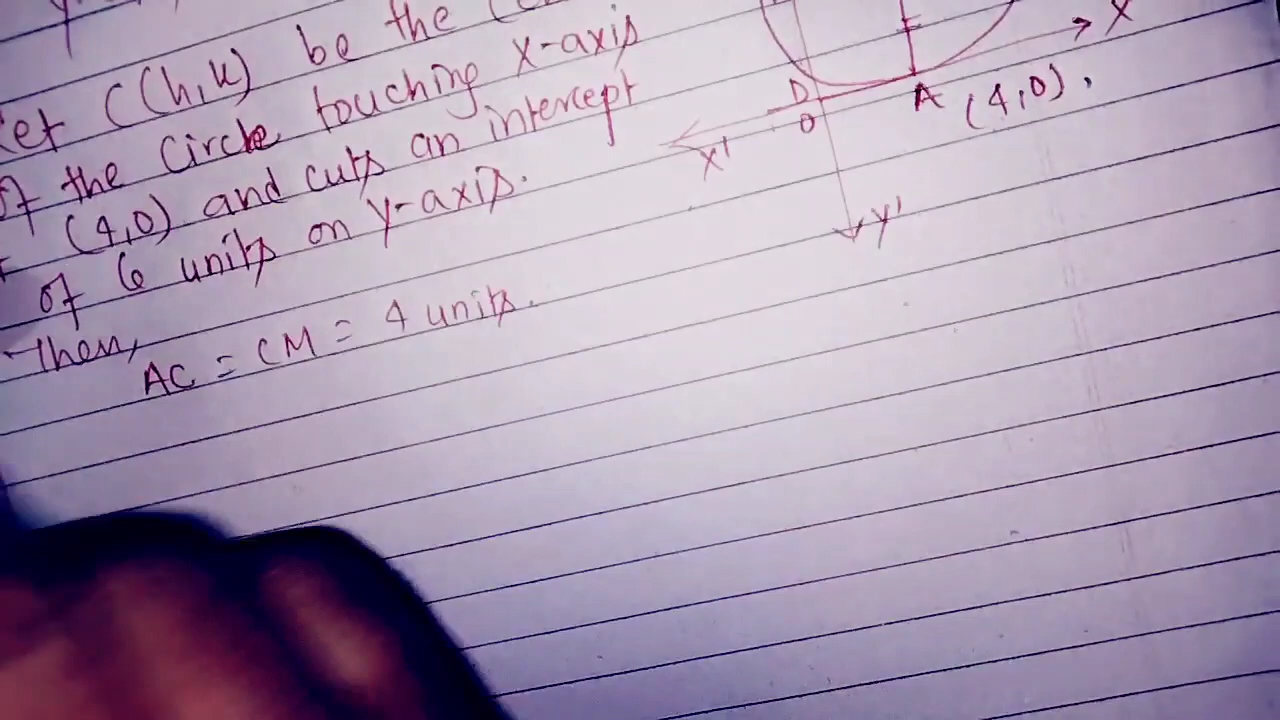 Let C(h,k) be the
of the circle touching X-axis
(4,0) and cuts an intercept
of 6 units on y-axis.
Then,
AC = CM = 4 units.
X
D
O
A (4,0).
X'
Y'